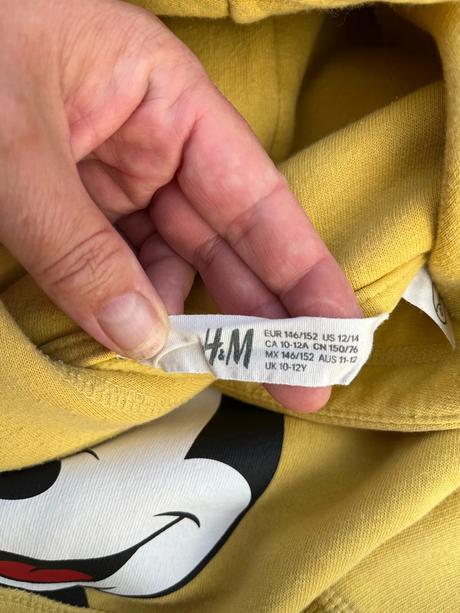 H&M
EUR 146/152 US 12/14
CA 10-12A CN 150/76
MX 146/152 AUS 11-12
UK 10-12Y